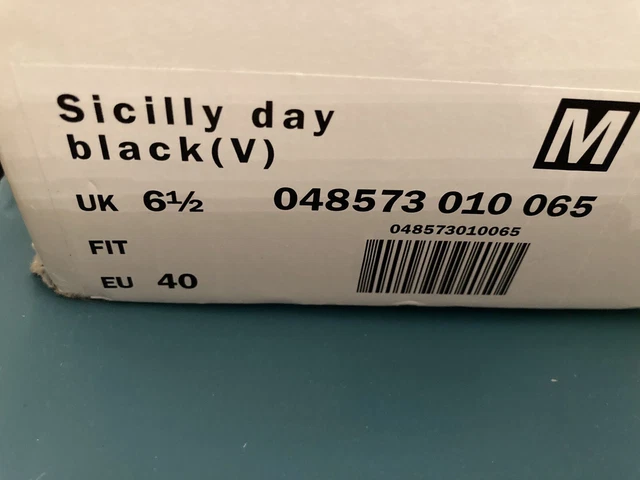 Sicilly day
black(V)
M
UK 6½ 048573 010 065
048573010065
FIT
EU 40